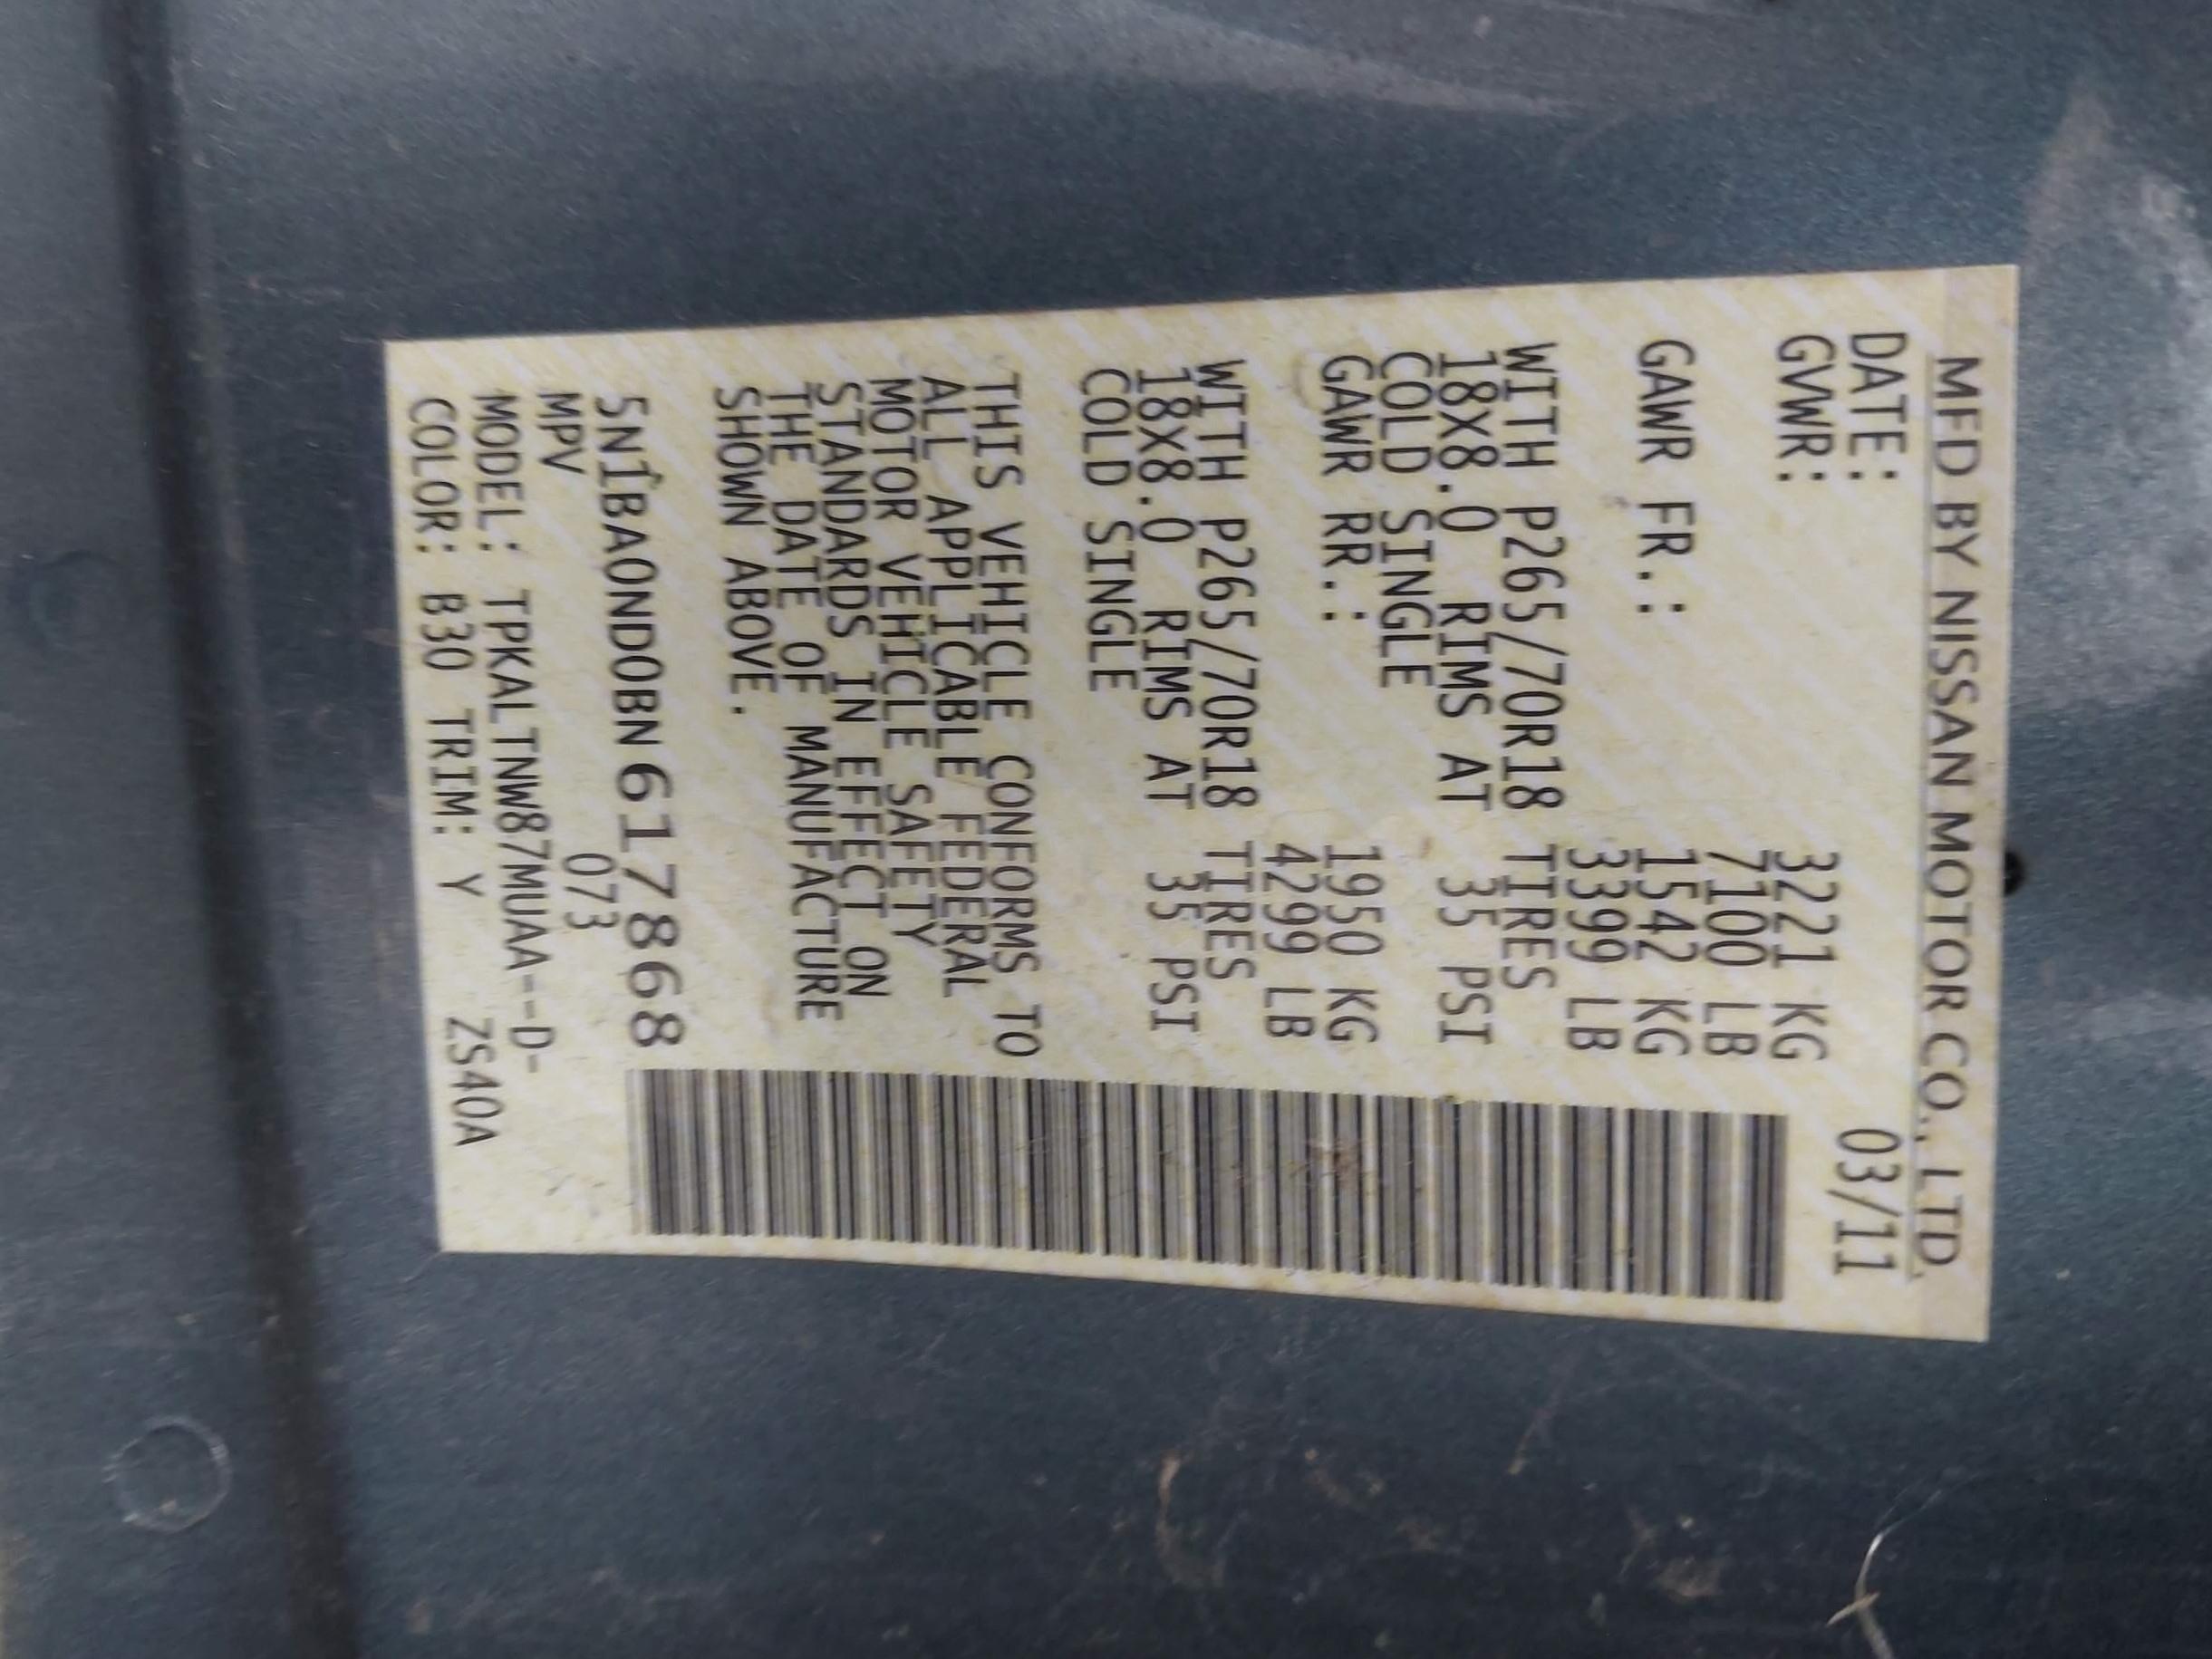 MFD BY NISSAN MOTOR CO., LTD.
DATE: 03/11
GVWR: 3221 KG
7100 LB
GAWR FR.: 1542 KG
3399 LB
WITH P265/70R18 TIRES
18X8.0 RIMS AT 35 PSI
COLD SINGLE
GAWR RR.: 1950 KG
4299 LB
WITH P265/70R18 TIRES
18X8.0 RIMS AT 35 PSI
COLD SINGLE
THIS VEHICLE CONFORMS TO
ALL APPLICABLE FEDERAL
MOTOR VEHICLE SAFETY
STANDARDS IN EFFECT ON
THE DATE OF MANUFACTURE
SHOWN ABOVE.
5N1BA0ND0BN617868
MPV 073
MODEL: TPKALTNW87MUAA--D-
COLOR: B30 TRIM: Y ZS40A